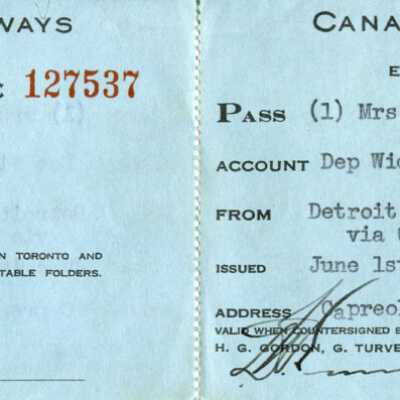 WAYS
127537
N TORONTO AND
TABLE FOLDERS.
CANA
E
PASS (1) Mrs
ACCOUNT Dep Wi
FROM Detroit
via
ISSUED June 1st
ADDRESS Capreol
VALID WHEN COUNTERSIGNED B
H. G. GORDON, G. TURVE